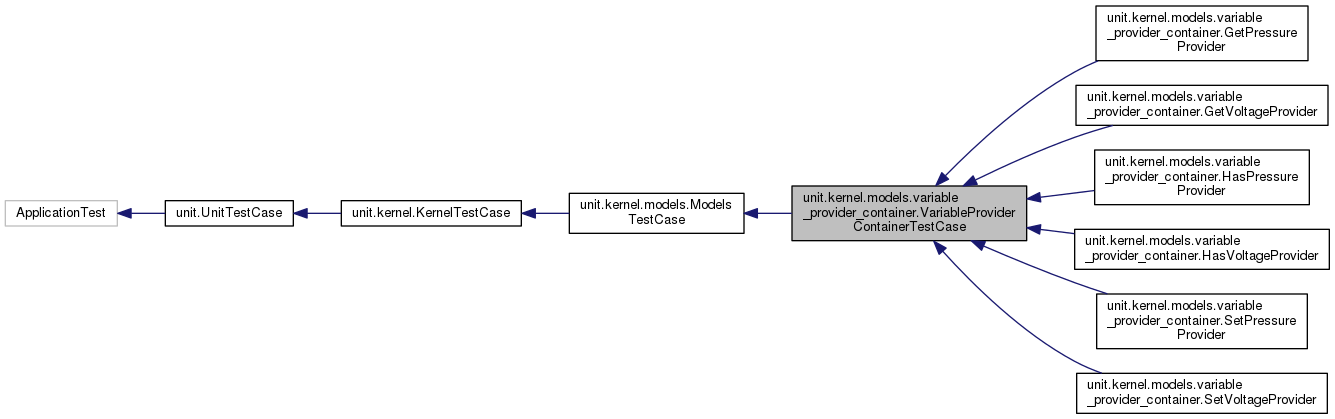 ApplicationTest
unit.UnitTestCase
unit.kernel.KernelTestCase
unit.kernel.models.Models
TestCase
unit.kernel.models.variable
_provider_container.VariableProvider
ContainerTestCase
unit.kernel.models.variable
_provider_container.GetPressure
Provider
unit.kernel.models.variable
_provider_container.GetVoltageProvider
unit.kernel.models.variable
_provider_container.HasPressure
Provider
unit.kernel.models.variable
_provider_container.HasVoltageProvider
unit.kernel.models.variable
_provider_container.SetPressure
Provider
unit.kernel.models.variable
_provider_container.SetVoltageProvider